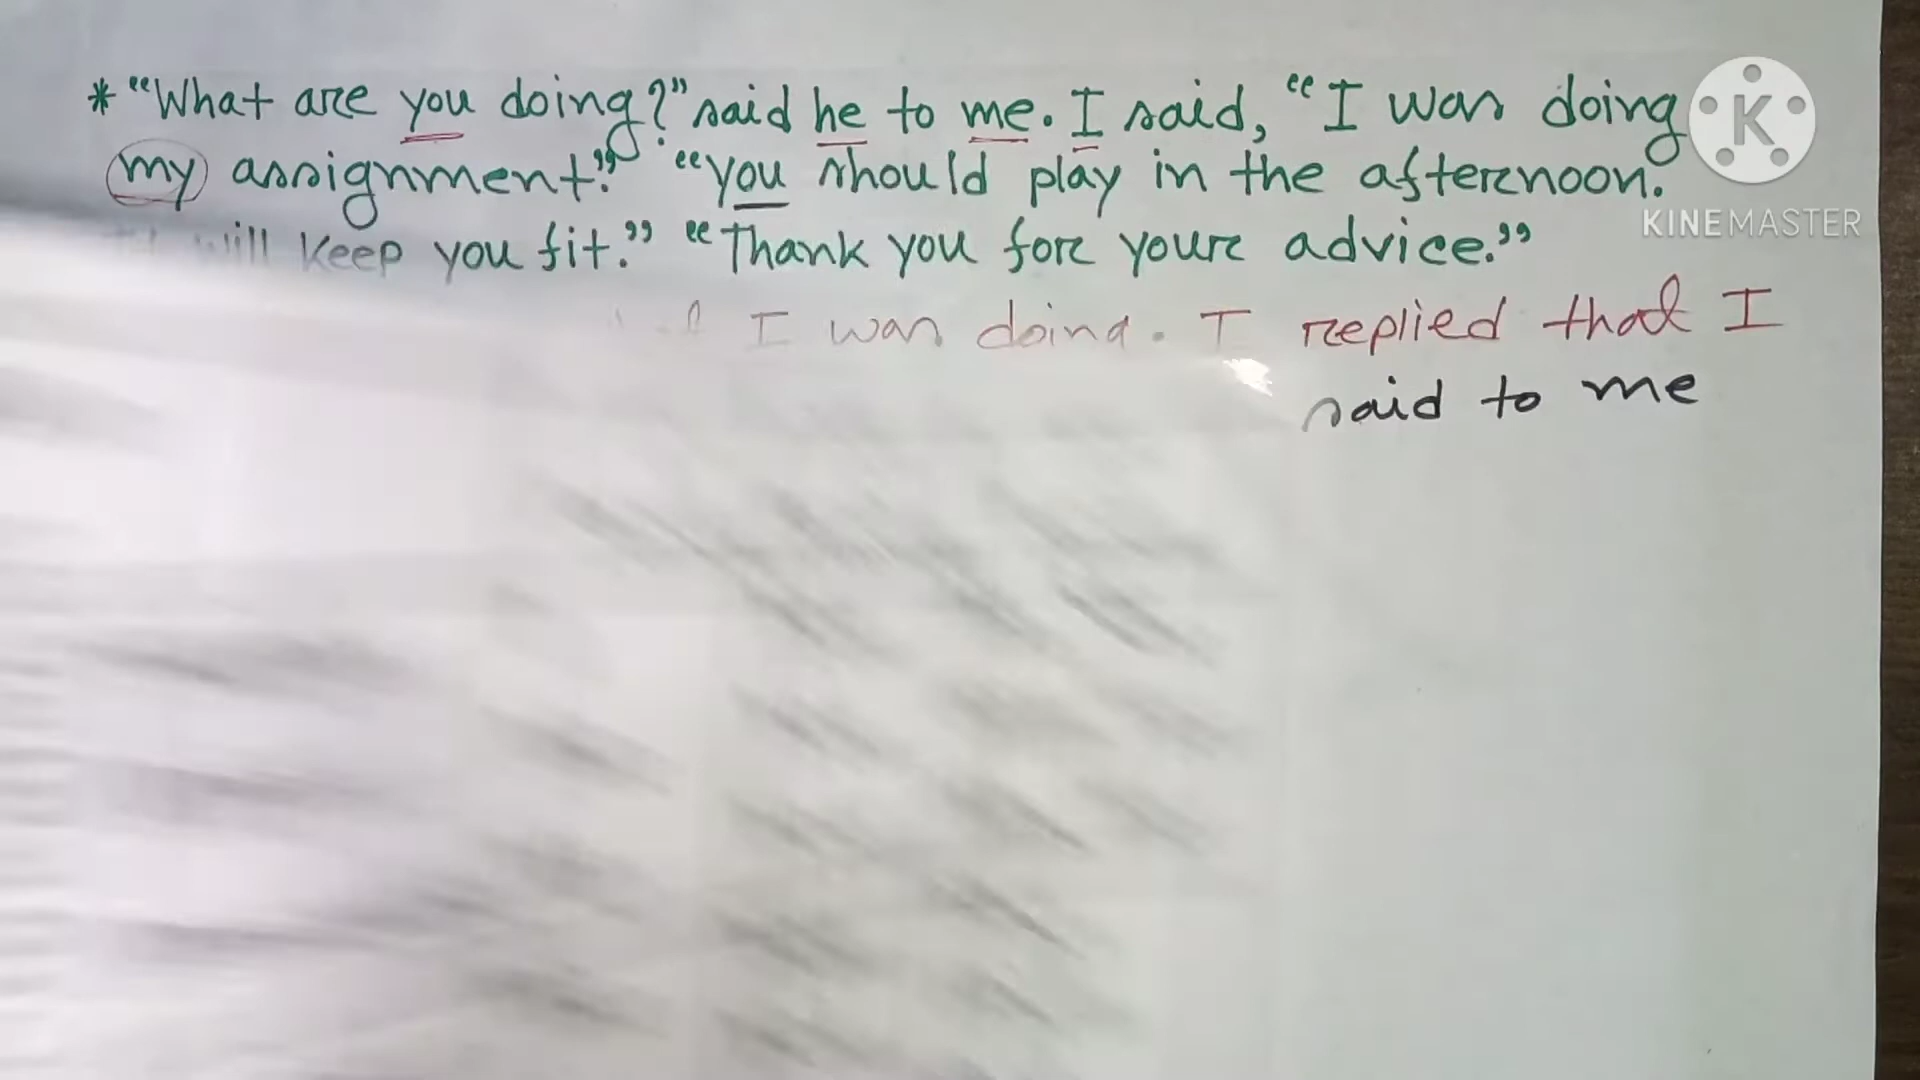 * "What are you doing?" said he to me. I said, "I was doing
my assignment." "you should play in the afternoon.
will keep you fit." "Thank you for your advice."
I was doing. I replied that I
said to me
KINEMASTER